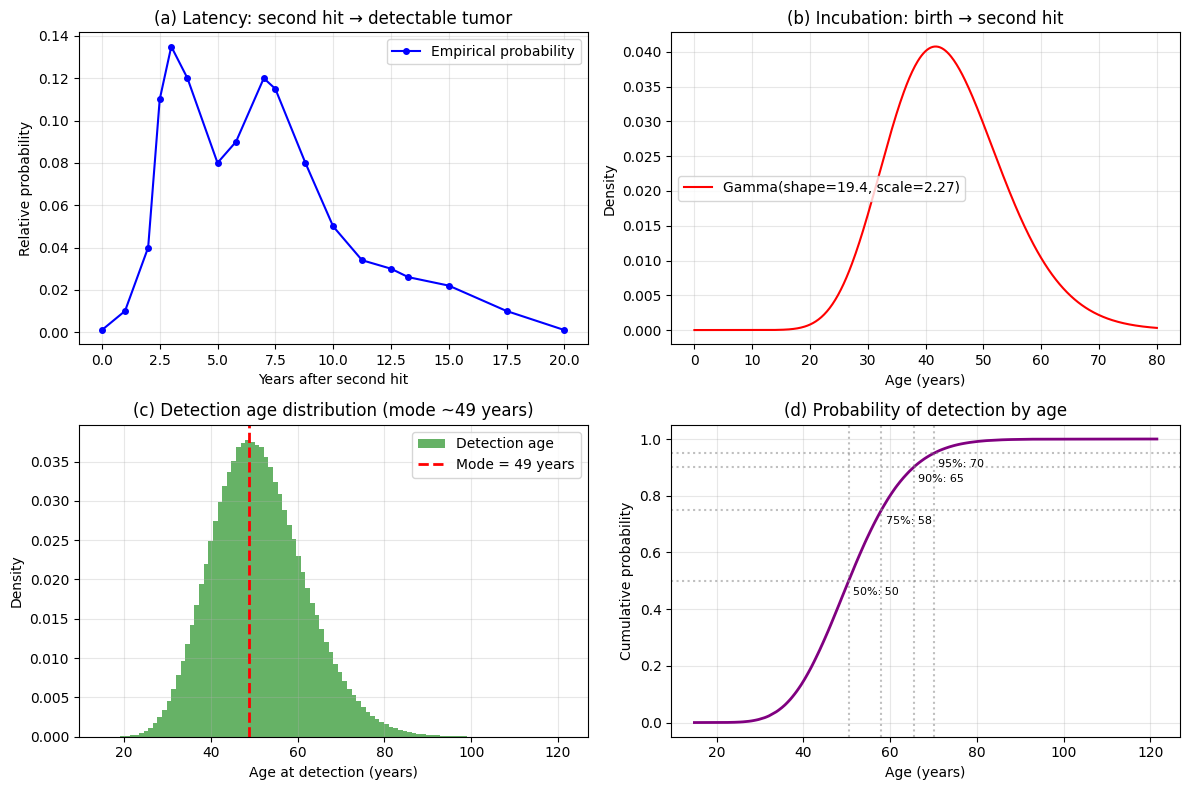 (a) Latency: second hit → detectable tumor
0.14
0.12
0.10
0.08
0.06
0.04
0.02
0.00
Relative probability
Empirical probability
0.0 2.5 5.0 7.5 10.0 12.5 15.0 17.5 20.0
Years after second hit
(b) Incubation: birth → second hit
0.040
0.035
0.030
0.025
0.020
0.015
0.010
0.005
0.000
Density
Gamma(shape=19.4, scale=2.27)
0 10 20 30 40 50 60 70 80
Age (years)
(c) Detection age distribution (mode ~49 years)
0.035
0.030
0.025
0.020
0.015
0.010
0.005
0.000
Density
Detection age
Mode = 49 years
20 40 60 80 100 120
Age at detection (years)
(d) Probability of detection by age
1.0
0.8
0.6
0.4
0.2
0.0
Cumulative probability
95%: 70
90%: 65
75%: 58
50%: 50
20 40 60 80 100 120
Age (years)